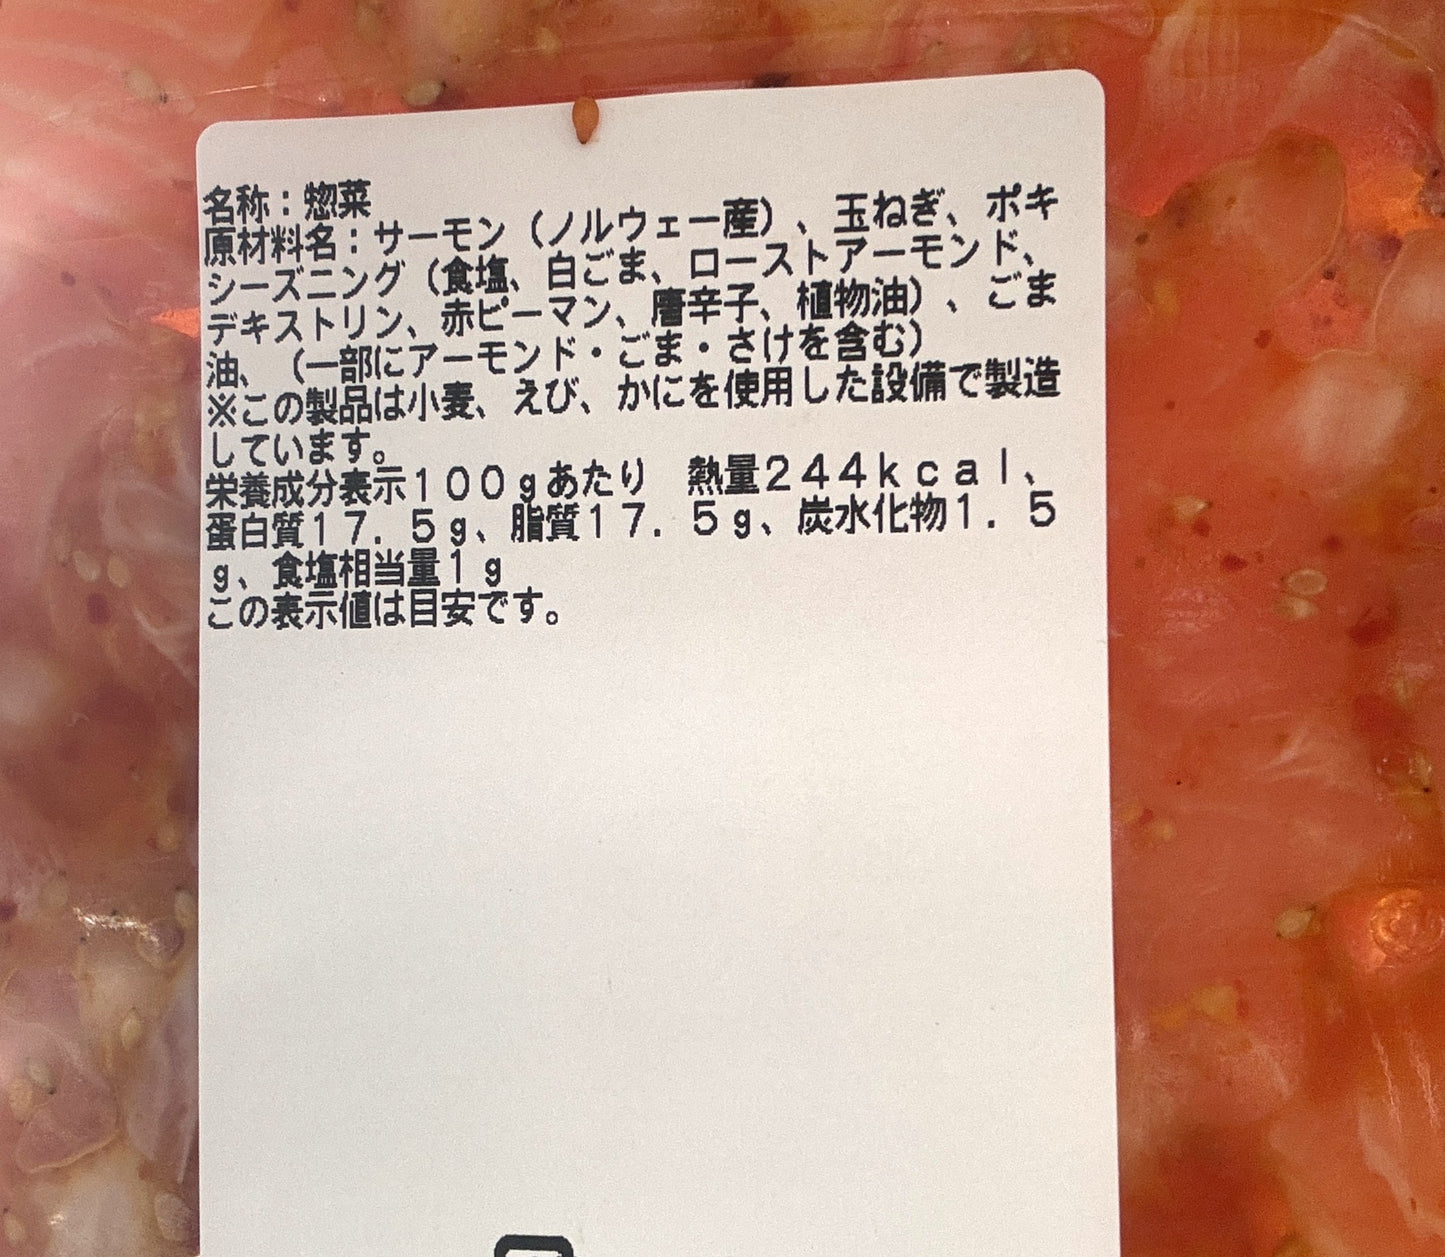 名称：惣菜
原材料名：サーモン（ノルウェー産）、玉ねぎ、ポキ
シーズニング（食塩、白ごま、ローストアーモンド、
デキストリン、赤ピーマン、唐辛子、植物油）、ごま
油、（一部にアーモンド・ごま・さけを含む）
※この製品は小麦、えび、かにを使用した設備で製造
しています。
栄養成分表示１００ｇあたり　熱量２４４ｋｃａｌ、
蛋白質１７．５ｇ、脂質１７．５ｇ、炭水化物１．５
ｇ、食塩相当量１ｇ
この表示値は目安です。